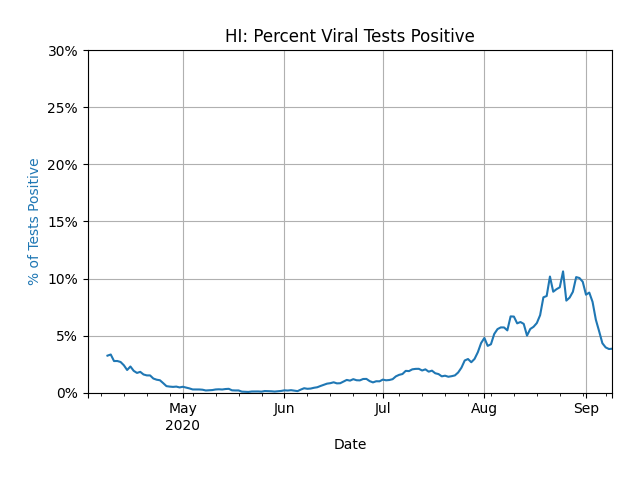 HI: Percent Viral Tests Positive
30%
25%
20%
15%
10%
5%
0%
% of Tests Positive
May Jun Jul Aug Sep
2020
Date